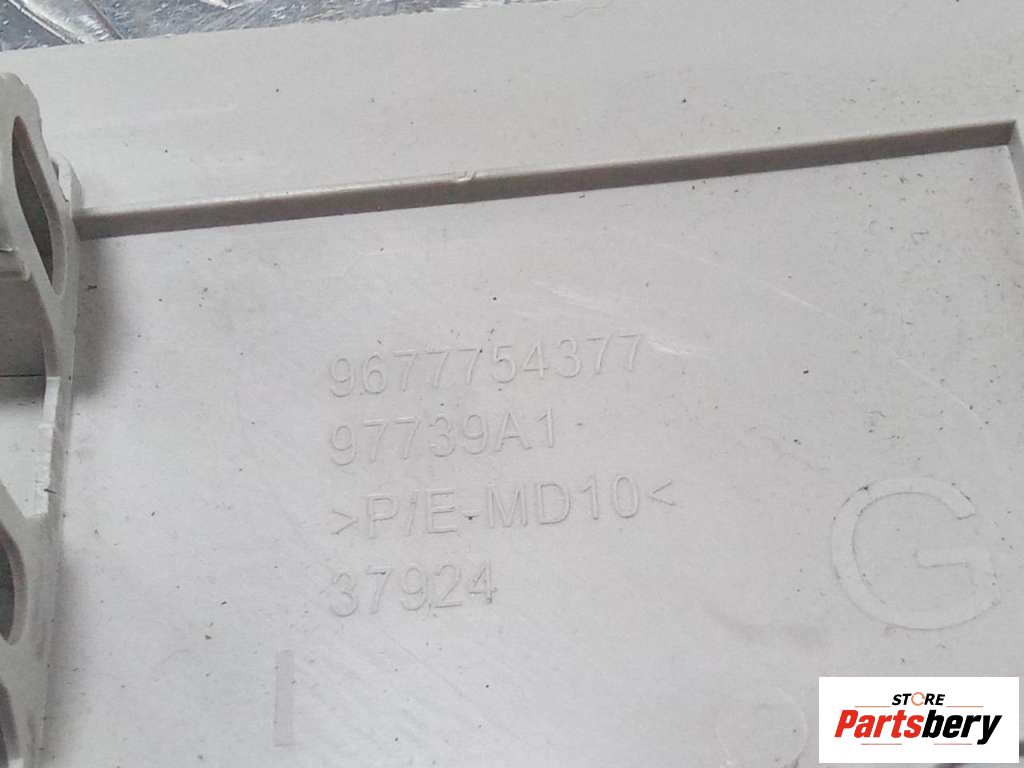 9677754377
97739A1
>P/E-MD10<
37924
G
STORE
Partsbery